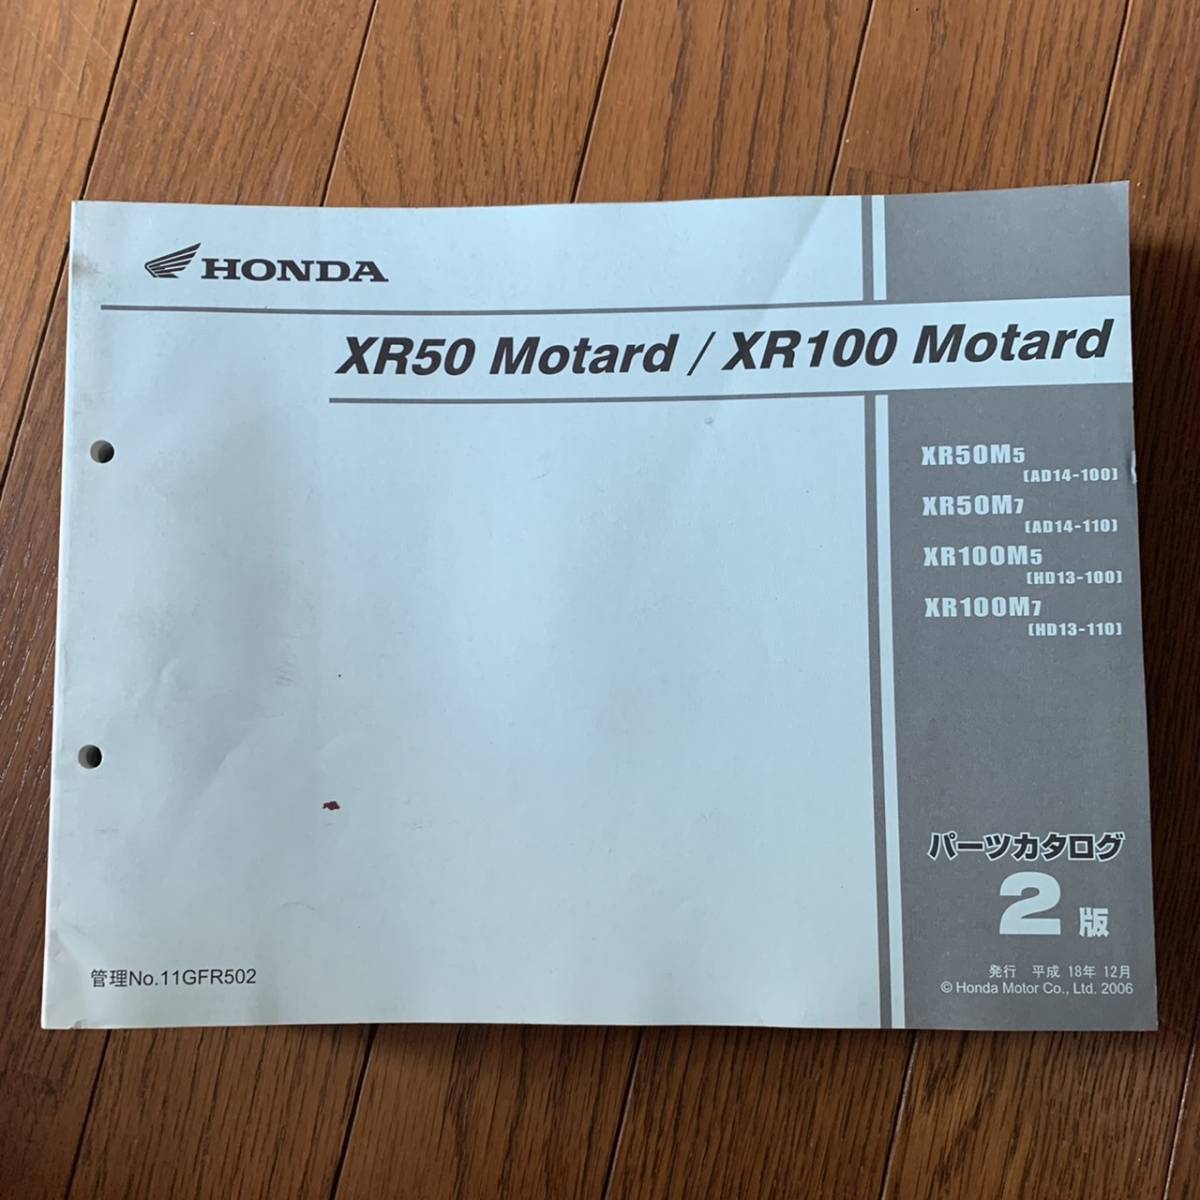 HONDA
XR50 Motard / XR100 Motard
XR50M5
(AD14-100)
XR50M7
(AD14-110)
XR100M5
(HD13-100)
XR100M7
(HD13-110)
パーツカタログ
2版
管理No.11GFR502
発行 平成 18年 12月
© Honda Motor Co., Ltd. 2006